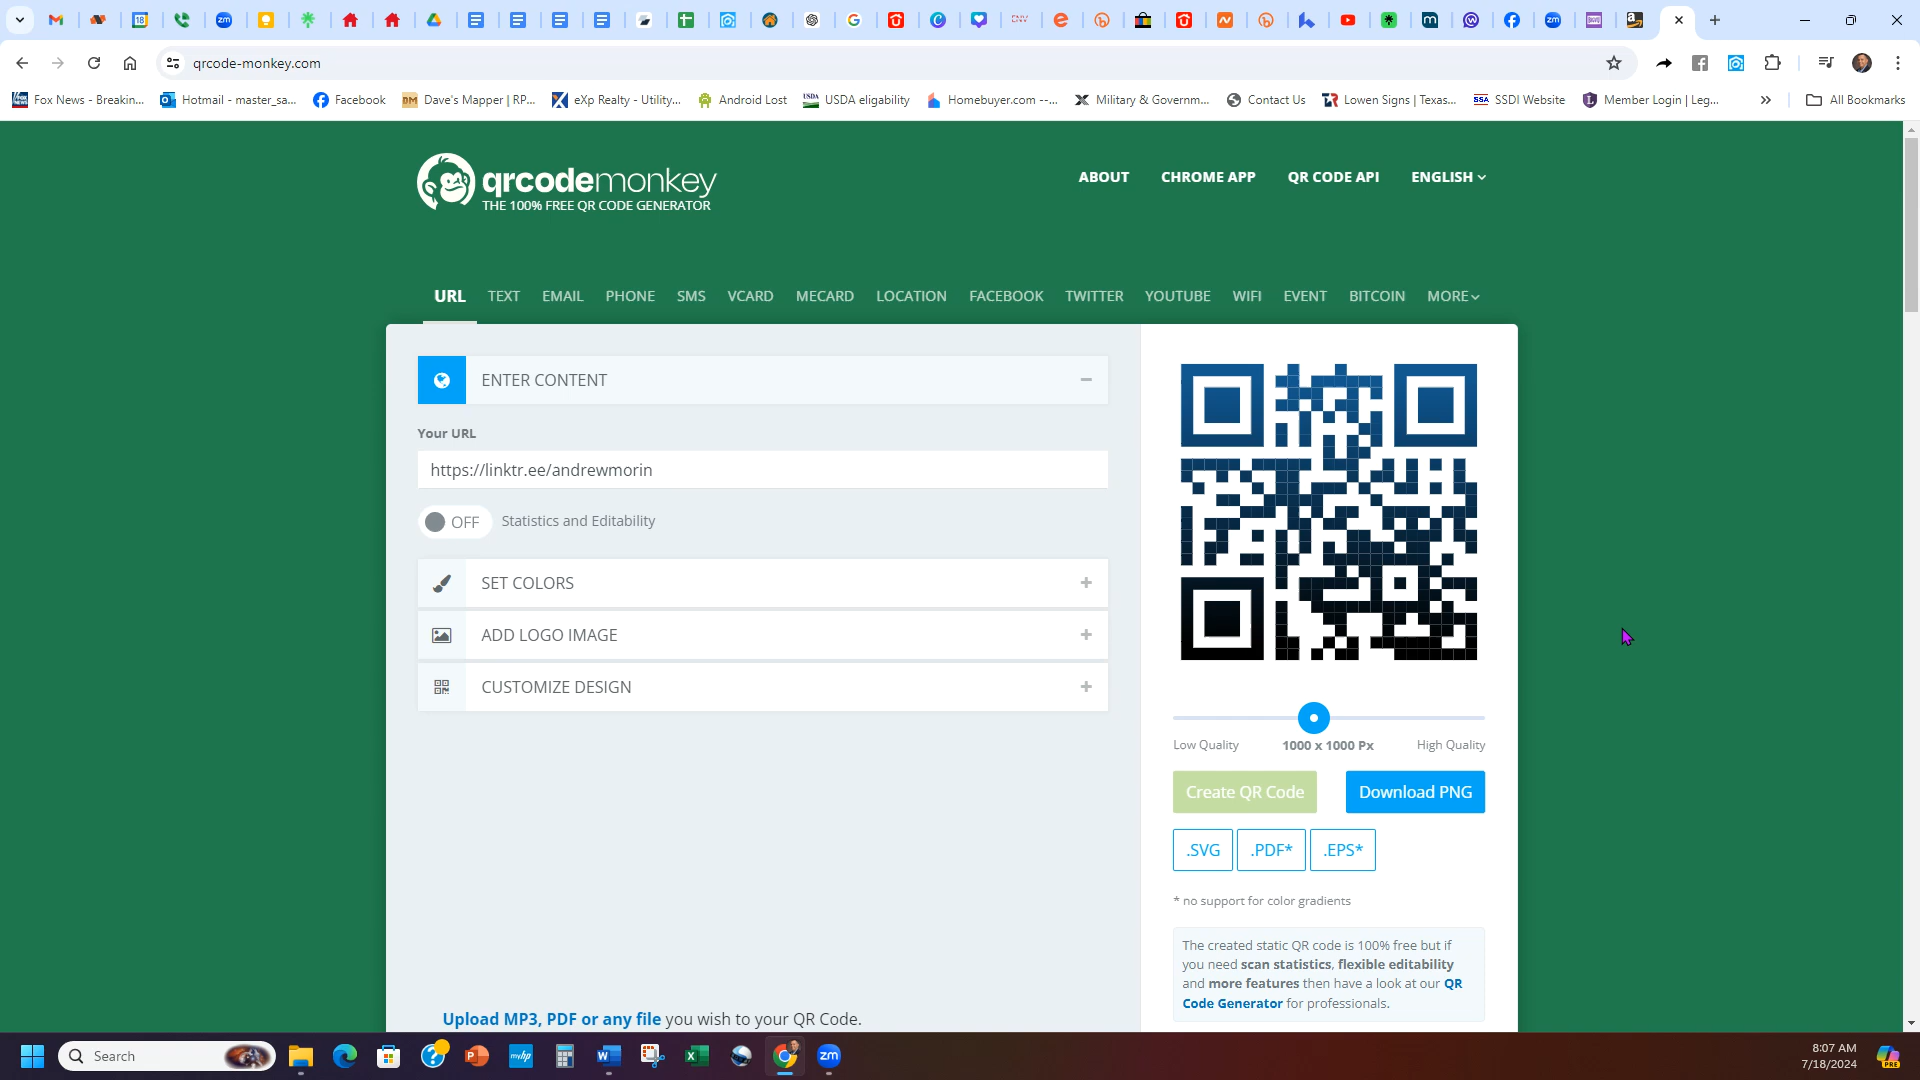 qrcode-monkey.com
Fox News - Breakin...
Hotmail - master_sa...
Facebook
Dave's Mapper | RP...
eXp Realty - Utility...
Android Lost
USDA eligability
Homebuyer.com --...
Military & Governm...
Contact Us
Lowen Signs | Texas...
SSDI Website
Member Login | Leg...
All Bookmarks
qrcodemonkey
THE 100% FREE QR CODE GENERATOR
ABOUT
CHROME APP
QR CODE API
ENGLISH
URL
TEXT
EMAIL
PHONE
SMS
VCARD
MECARD
LOCATION
FACEBOOK
TWITTER
YOUTUBE
WIFI
EVENT
BITCOIN
MORE
ENTER CONTENT
Your URL
https://linktr.ee/andrewmorin
OFF
Statistics and Editability
SET COLORS
ADD LOGO IMAGE
CUSTOMIZE DESIGN
Low Quality
1000 x 1000 Px
High Quality
Create QR Code
Download PNG
.SVG
.PDF*
.EPS*
* no support for color gradients
The created static QR code is 100% free but if
you need scan statistics, flexible editability
and more features then have a look at our QR
Code Generator for professionals.
Upload MP3, PDF or any file you wish to your QR Code.
Search
8:07 AM
7/18/2024